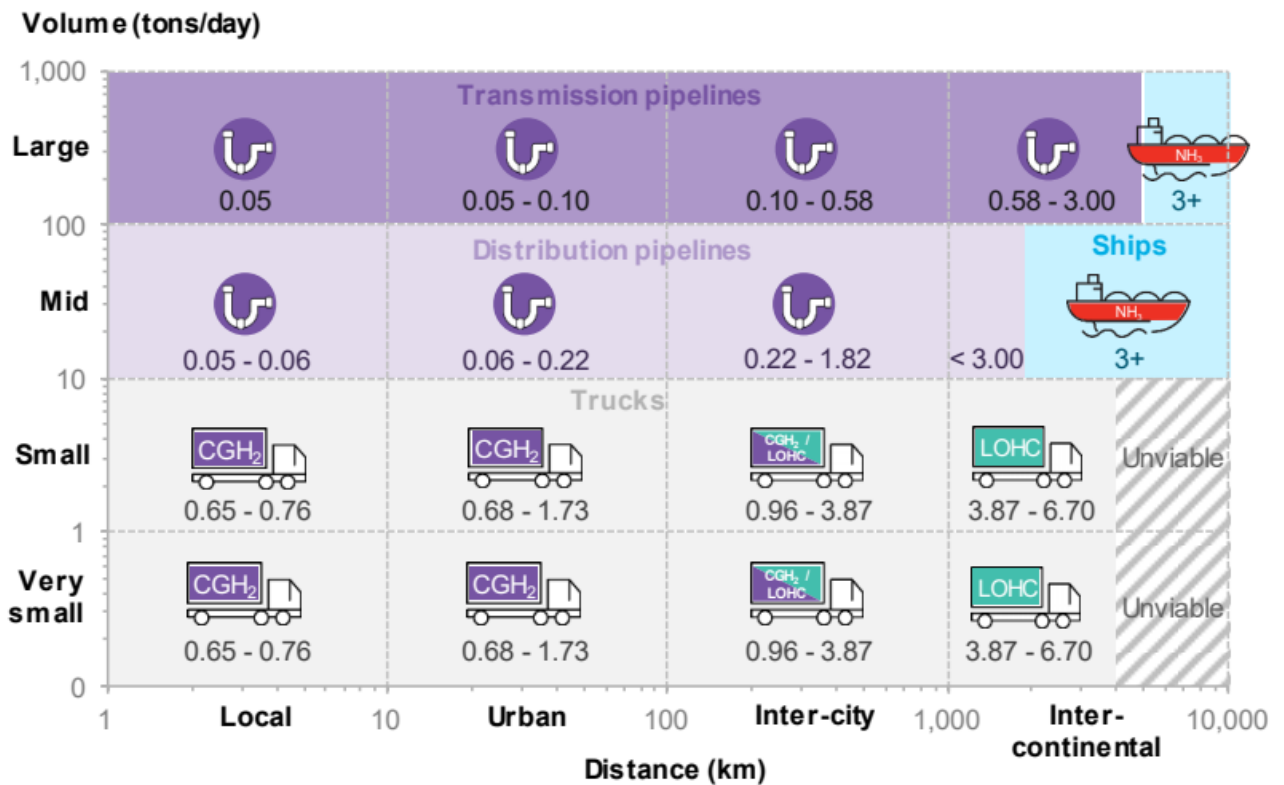 Volume (tons/day)
1,000
Transmission pipelines
Large
NH₃
0.05
0.05 - 0.10
0.10 - 0.58
0.58 - 3.00
3+
100
Distribution pipelines
Ships
Mid
NH₃
0.05 - 0.06
0.06 - 0.22
0.22 - 1.82
< 3.00
3+
10
Trucks
Small
CGH₂
CGH₂
CGH₂ /
LOHC
LOHC
Unviable
0.65 - 0.76
0.68 - 1.73
0.96 - 3.87
3.87 - 6.70
1
Very
small
CGH₂
CGH₂
CGH₂ /
LOHC
LOHC
Unviable
0.65 - 0.76
0.68 - 1.73
0.96 - 3.87
3.87 - 6.70
0
1
Local
10
Urban
100
Inter-city
1,000
Inter-
continental
10,000
Distance (km)